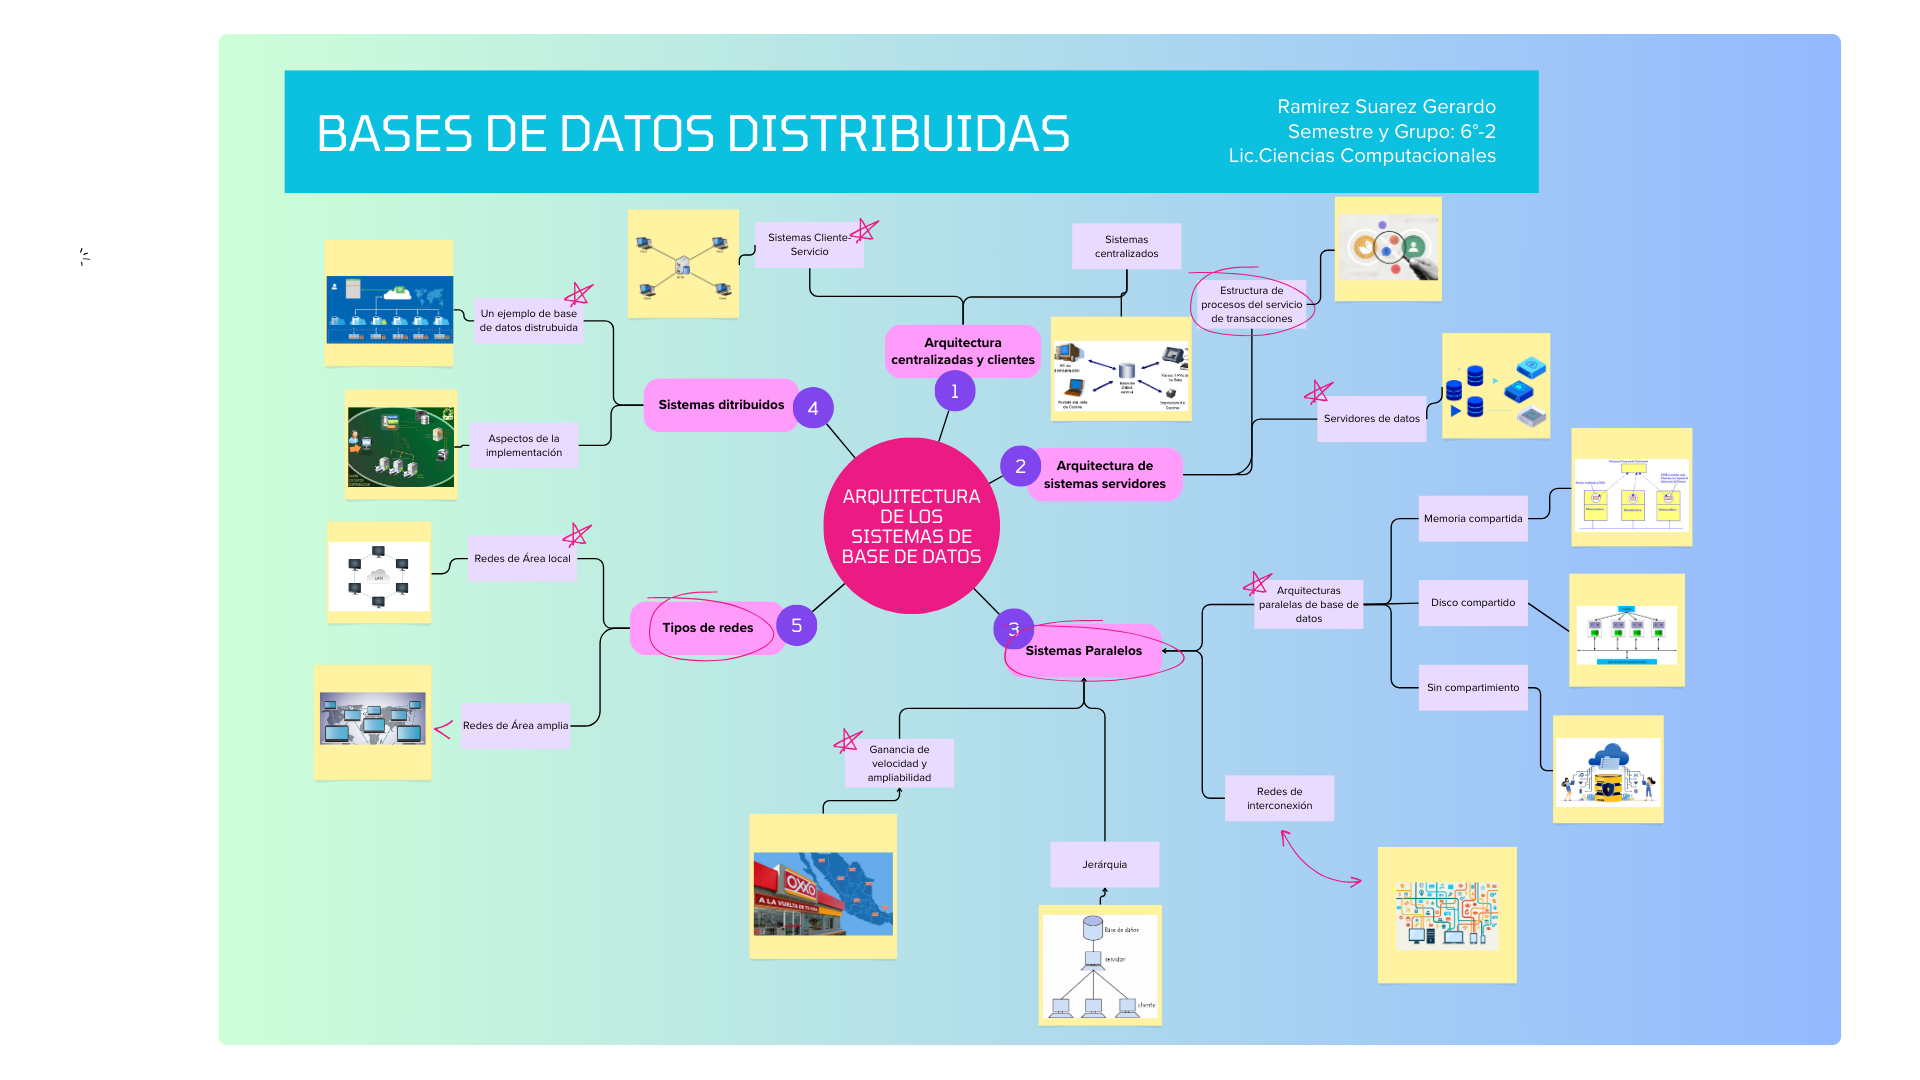 BASES DE DATOS DISTRIBUIDAS
Ramirez Suarez Gerardo
Semestre y Grupo: 6°-2
Lic.Ciencias Computacionales
Sistemas Cliente-
Servicio
Sistemas
centralizados
Estructura de
procesos del servicio
de transacciones
Un ejemplo de base
de datos distrubuida
Arquitectura
centralizadas y clientes
1
Base de
Datos
central
Servidores de datos
Sistemas ditribuidos
4
Aspectos de la
implementación
2
Arquitectura de
sistemas servidores
ARQUITECTURA
DE LOS
SISTEMAS DE
BASE DE DATOS
Memoria compartida
Redes de Área local
LAN
Arquitecturas
paralelas de base de
datos
Disco compartido
Tipos de redes
5
3
Sistemas Paralelos
Sin compartimiento
Redes de Área amplia
Ganancia de
velocidad y
ampliabilidad
Redes de
interconexión
OXXO
A LA VUELTA DE TU VIDA
Jerárquia
Base de datos
servidor
cliente